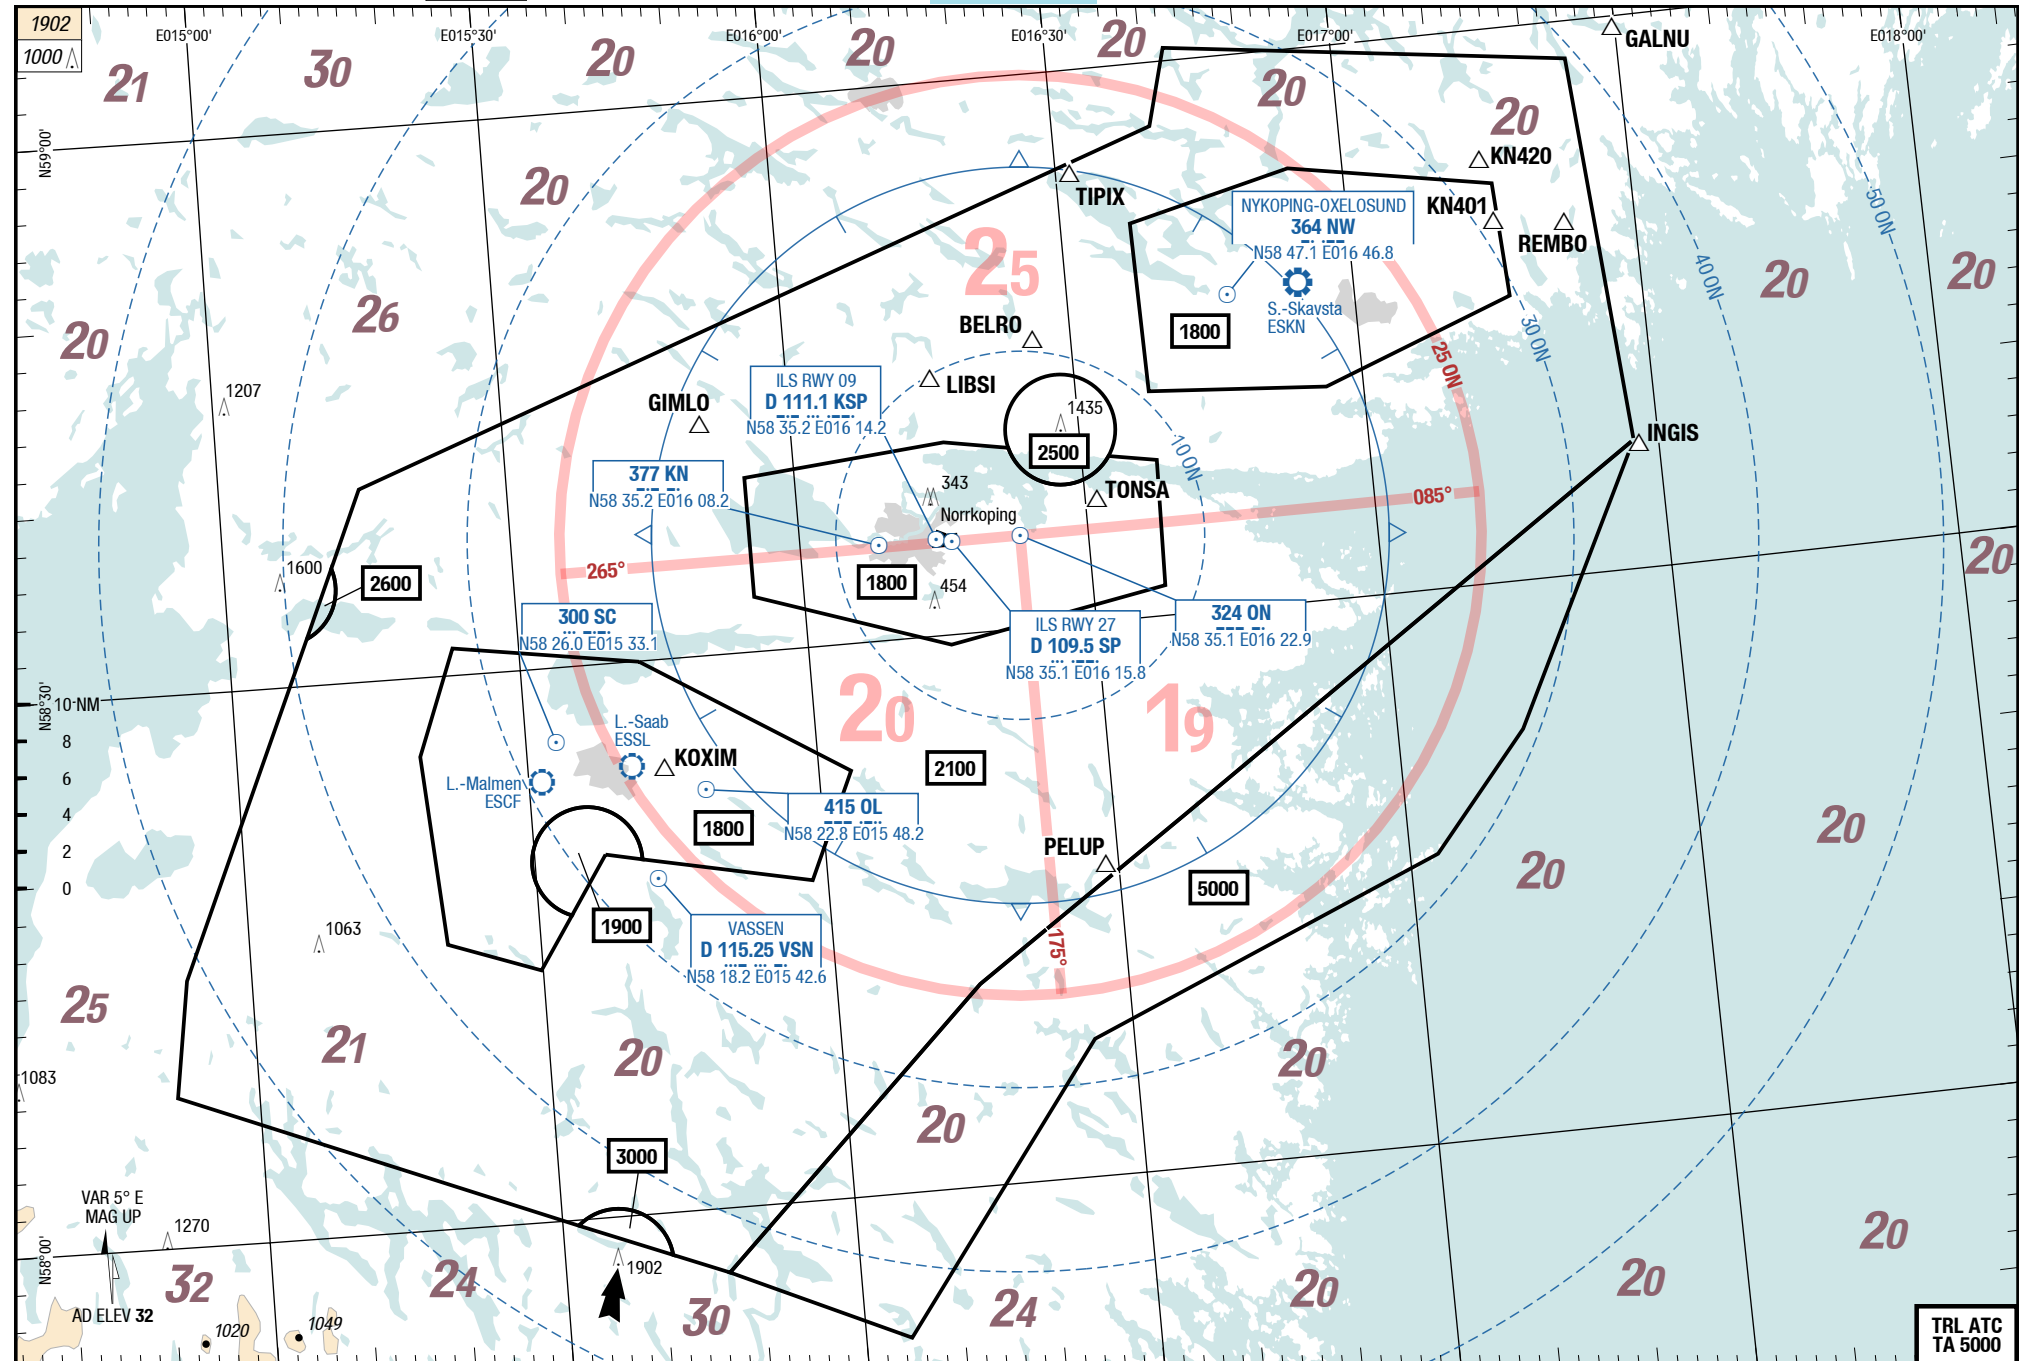 1902
1000
E015°00'
E015°30'
E016°00'
E016°30'
E017°00'
E018°00'
GALNU
21
30
20
20
20
20
20
N59°00'
20
KN420
TIPIX
KN401
REMBO
NYKOPING-OXELOSUND
364 NW
N58 47.1 E016 46.8
S.-Skavsta
ESKN
1800
50 ON
40 ON
30 ON
25 ON
10 ON
25
26
20
20
20
BELRO
LIBSI
GIMLO
1207
ILS RWY 09
D 111.1 KSP
N58 35.2 E016 14.2
1435
2500
INGIS
377 KN
N58 35.2 E016 08.2
343
Norrkoping
TONSA
085°
265°
1600
2600
1800
454
20
300 SC
N58 26.0 E015 33.1
ILS RWY 27
D 109.5 SP
N58 35.1 E016 15.8
324 ON
N58 35.1 E016 22.9
N58°30'
10 NM
8
6
4
2
0
20
19
L.-Saab
ESSL
KOXIM
L.-Malmen
ESCF
2100
415 OL
N58 22.8 E015 48.2
1800
PELUP
5000
20
20
1900
VASSEN
D 115.25 VSN
N58 18.2 E015 42.6
175°
1063
25
21
20
20
20
1083
3000
VAR 5° E
MAG UP
1270
N58°00'
AD ELEV 32
32
24
1902
30
24
20
20
20
1020
1049
TRL ATC
TA 5000